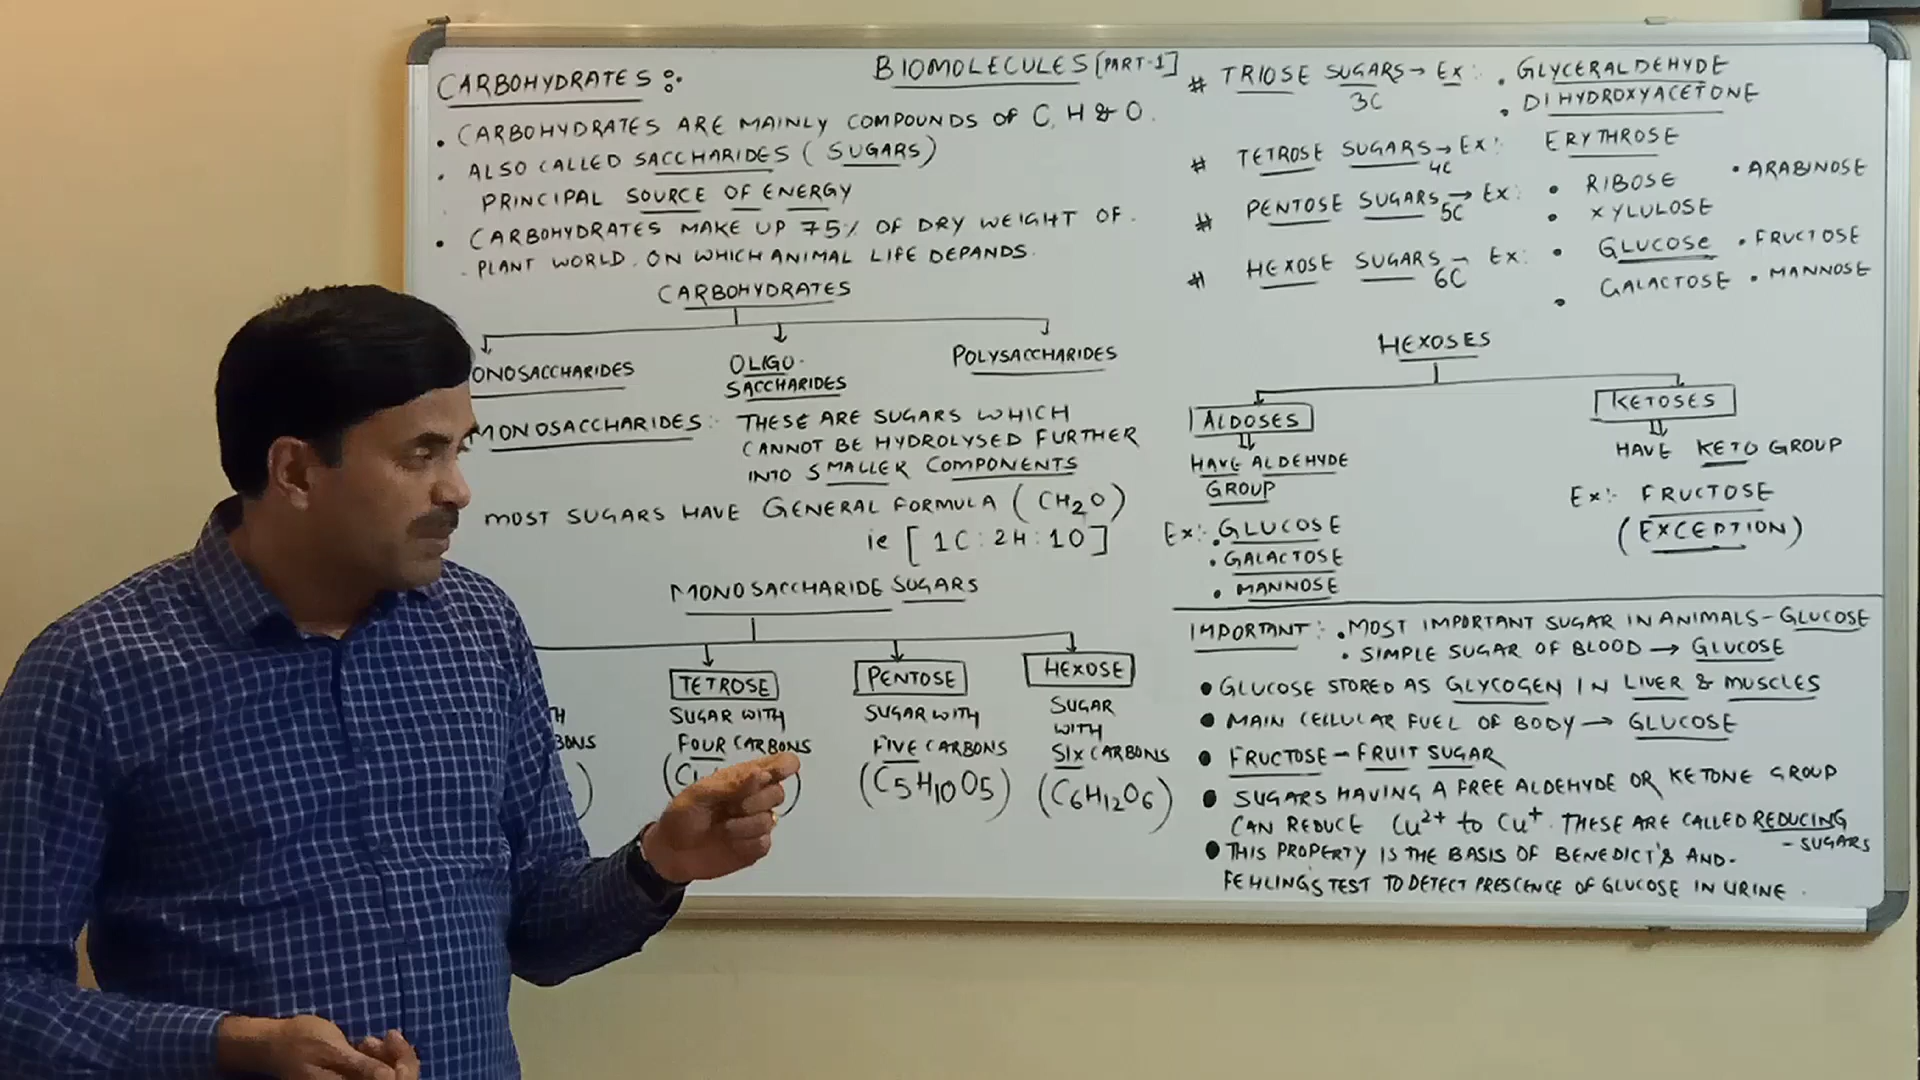 BIOMOLECULES [PART-1]
CARBOHYDRATES :-
• CARBOHYDRATES ARE MAINLY COMPOUNDS OF C, H & O.
• ALSO CALLED SACCHARIDES (SUGARS)
PRINCIPAL SOURCE OF ENERGY
• CARBOHYDRATES MAKE UP 75% OF DRY WEIGHT OF
PLANT WORLD. ON WHICH ANIMAL LIFE DEPANDS.
CARBOHYDRATES
ONOSACCHARIDES
OLIGO-
SACCHARIDES
POLYSACCHARIDES
MONOSACCHARIDES:- THESE ARE SUGARS WHICH
CANNOT BE HYDROLYSED FURTHER
INTO SMALLER COMPONENTS
MOST SUGARS HAVE GENERAL FORMULA (CH2O)
ie [1C:2H:1O]
MONOSACCHARIDE SUGARS
TETROSE
SUGAR WITH
FOUR CARBONS
PENTOSE
SUGAR WITH
FIVE CARBONS
(C5H10O5)
HEXOSE
SUGAR
WITH
SIX CARBONS
(C6H12O6)
# TRIOSE SUGARS → Ex:- • GLYCERALDEHYDE
3C • DIHYDROXYACETONE
# TETROSE SUGARS → Ex:- ERYTHROSE
4C
# PENTOSE SUGARS → Ex:- • RIBOSE • ARABINOSE
5C • XYLULOSE
# HEXOSE SUGARS → Ex:- • GLUCOSE • FRUCTOSE
6C • GALACTOSE • MANNOSE
HEXOSES
ALDOSES
HAVE ALDEHYDE
GROUP
Ex:- • GLUCOSE
• GALACTOSE
• MANNOSE
KETOSES
HAVE KETO GROUP
Ex:- FRUCTOSE
(EXCEPTION)
IMPORTANT:- • MOST IMPORTANT SUGAR IN ANIMALS - GLUCOSE
• SIMPLE SUGAR OF BLOOD → GLUCOSE
• GLUCOSE STORED AS GLYCOGEN IN LIVER & MUSCLES
• MAIN CELLULAR FUEL OF BODY → GLUCOSE
• FRUCTOSE - FRUIT SUGAR
• SUGARS HAVING A FREE ALDEHYDE OR KETONE GROUP
CAN REDUCE Cu2+ to Cu+. THESE ARE CALLED REDUCING
- SUGARS
• THIS PROPERTY IS THE BASIS OF BENEDICT'S AND-
FEHLING'S TEST TO DETECT PRESCENCE OF GLUCOSE IN URINE.